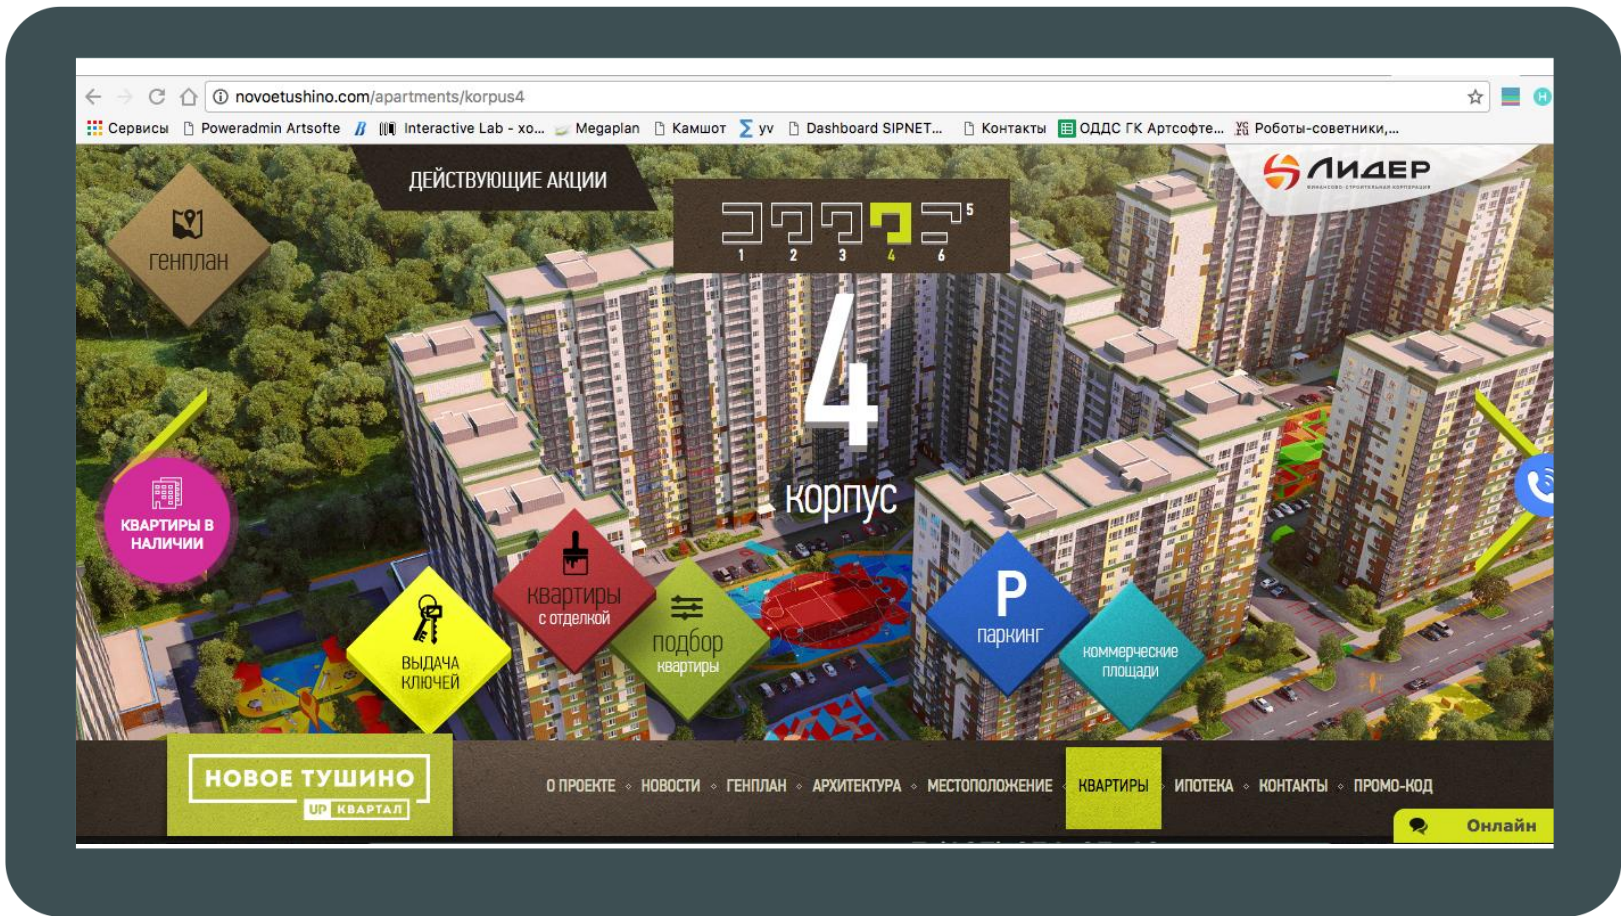 novoetushino.com/apartments/korpus4
Сервисы Poweradmin Artsofte Interactive Lab - хо... Megaplan Камшот yv Dashboard SIPNET... Контакты ОДДС ГК Артсофте... Роботы-советники,...
ДЕЙСТВУЮЩИЕ АКЦИИ
ЛИДЕР
ФИНАНСОВО-СТРОИТЕЛЬНАЯ КОРПОРАЦИЯ
генплан
5
1 2 3 4 6
4
корпус
КВАРТИРЫ В
НАЛИЧИИ
ВЫДАЧА
КЛЮЧЕЙ
квартиры
с отделкой
подбор
квартиры
P
паркинг
коммерческие
площади
НОВОЕ ТУШИНО
UP КВАРТАЛ
О ПРОЕКТЕ НОВОСТИ ГЕНПЛАН АРХИТЕКТУРА МЕСТОПОЛОЖЕНИЕ КВАРТИРЫ ИПОТЕКА КОНТАКТЫ ПРОМО-КОД
Онлайн